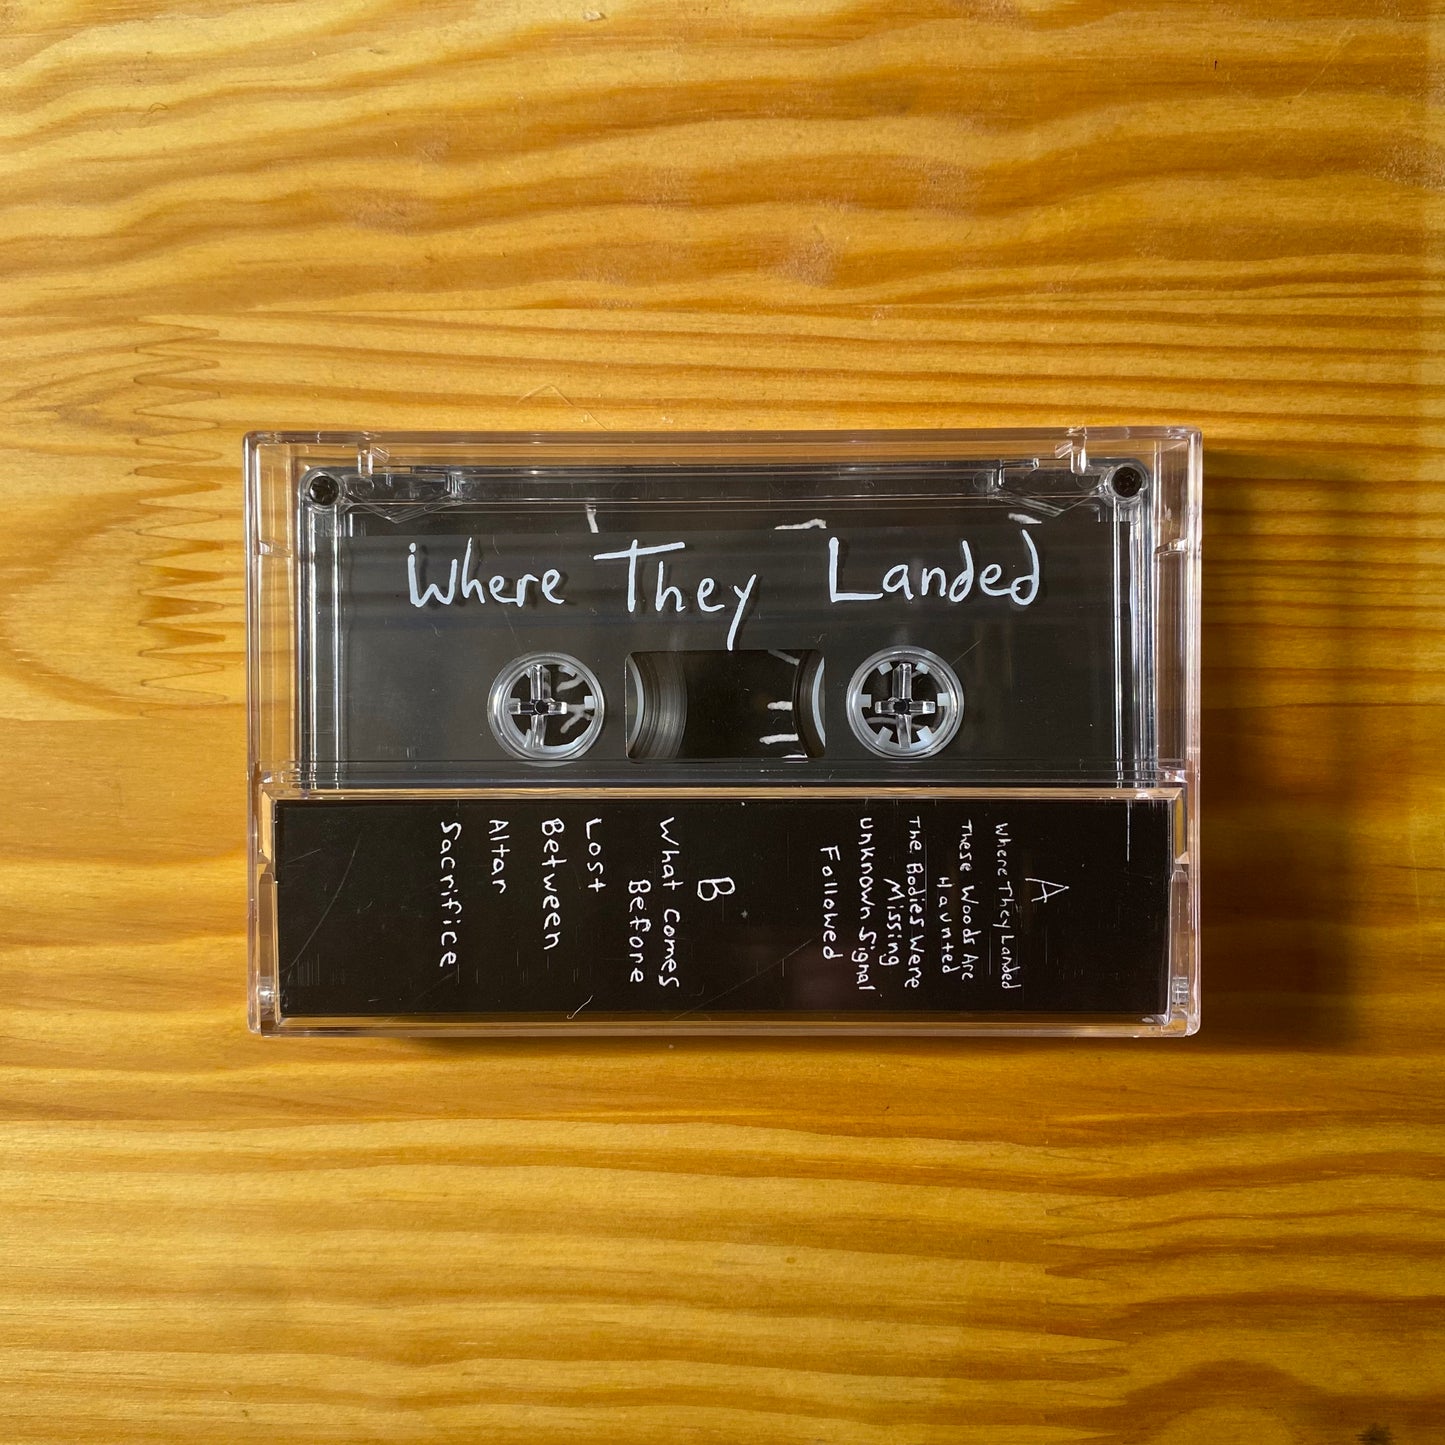 Where They Landed
A
Where They Landed
These Woods Are
Haunted
The Bodies Were
Missing
Unknown Signal
Followed
B
What Comes
Before
Lost
Between
Altar
Sacrifice